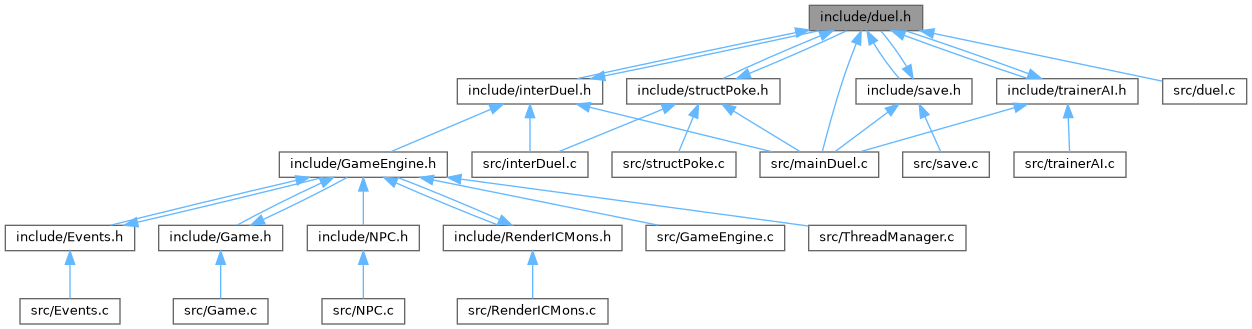 include/duel.h
include/interDuel.h
include/structPoke.h
include/save.h
include/trainerAI.h
src/duel.c
include/GameEngine.h
src/interDuel.c
src/structPoke.c
src/mainDuel.c
src/save.c
src/trainerAI.c
include/Events.h
include/Game.h
include/NPC.h
include/RenderICMons.h
src/GameEngine.c
src/ThreadManager.c
src/Events.c
src/Game.c
src/NPC.c
src/RenderICMons.c